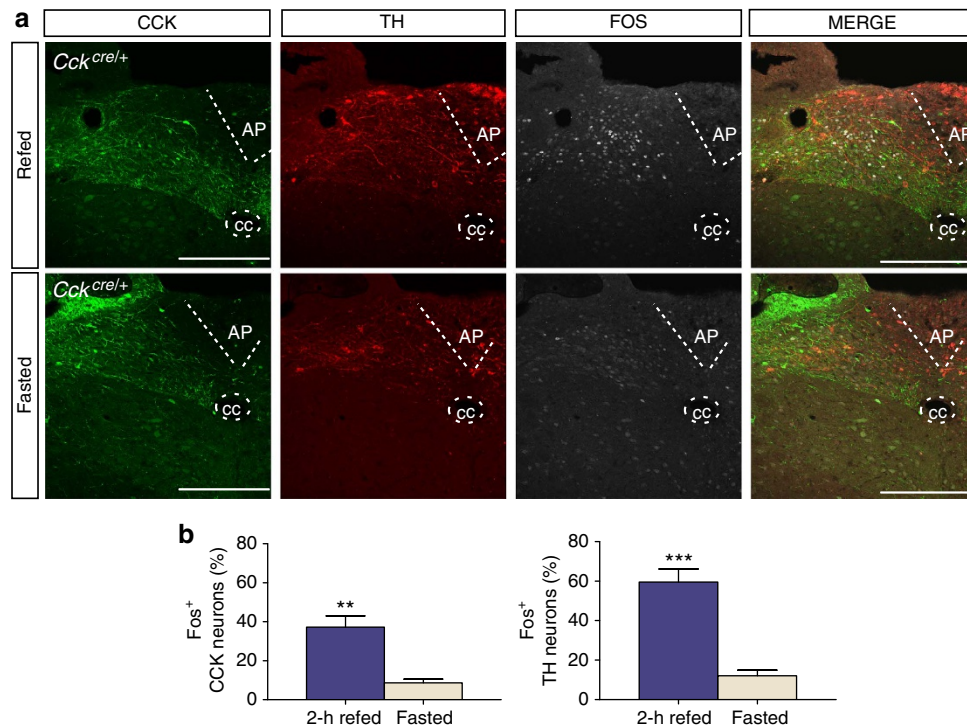 a
CCK TH FOS MERGE
Refed
Cck cre/+
AP AP AP AP
cc cc cc cc
Fasted
Cck cre/+
AP AP AP AP
cc cc cc cc
b
Fos+
CCK neurons (%)
80
60
40
20
0
**
2-h refed Fasted
Fos+
TH neurons (%)
80
60
40
20
0
***
2-h refed Fasted